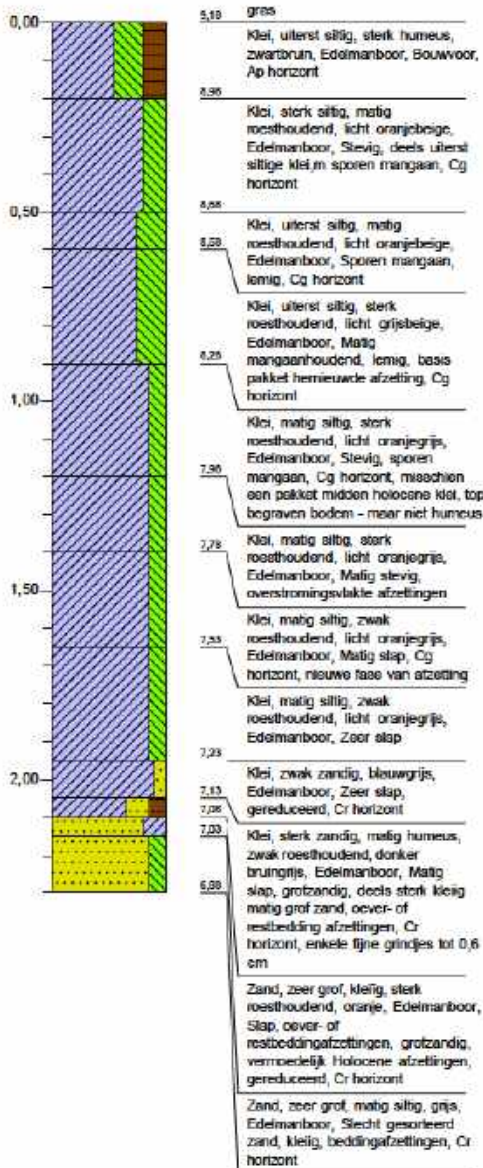 0,00
0,50
1,00
1,50
2,00
9,18
8,98
8,68
8,58
8,28
7,98
7,78
7,53
7,23
7,13
7,08
7,03
6,88
gras
Klei, uiterst siltig, sterk humeus,
zwartbruin, Edelmanboor, Bouwvoor,
Ap horizont
Klei, sterk siltig, matig
roesthoudend, licht oranjebeige,
Edelmanboor, Stevig, deels uiterst
siltige klei,m sporen mangaan, Cg
horizont
Klei, uiterst siltig, matig
roesthoudend, licht oranjebeige,
Edelmanboor, Sporen mangaan,
lemig, Cg horizont
Klei, uiterst siltig, sterk
roesthoudend, licht grijsbeige,
Edelmanboor, Matig
mangaanhoudend, lemig, basis
pakket hernieuwde afzetting, Cg
horizont
Klei, matig siltig, sterk
roesthoudend, licht oranjegrijs,
Edelmanboor, Stevig, sporen
mangaan, Cg horizont, misschien
een pakket midden holocene klei, top
begraven bodem - maar niet humeus
Klei, matig siltig, sterk
roesthoudend, licht oranjegrijs,
Edelmanboor, Matig stevig,
overstromingsvlakte afzettingen
Klei, matig siltig, zwak
roesthoudend, licht oranjegrijs,
Edelmanboor, Matig slap, Cg
horizont, nieuwe fase van afzetting
Klei, matig siltig, zwak
roesthoudend, licht oranjegrijs,
Edelmanboor, Zeer slap
Klei, zwak zandig, blauwgrijs,
Edelmanboor, Zeer slap,
gereduceerd, Cr horizont
Klei, sterk zandig, matig humeus,
zwak roesthoudend, donker
bruingrijs, Edelmanboor, Matig
slap, grofzandig, deels sterk kleiig
matig grof zand, oever- of
restbedding afzettingen, Cr
horizont, enkele fijne grindjes tot 0,6
cm
Zand, zeer grof, kleiïg, sterk
roesthoudend, oranje, Edelmanboor,
Slap, oever- of
restbeddingafzettingen, grofzandig,
vermoedelijk Holocene afzettingen,
gereduceerd, Cr horizont
Zand, zeer grof, matig siltig, grijs,
Edelmanboor, Slecht gesorteerd
zand, kleiig, beddingafzettingen, Cr
horizont